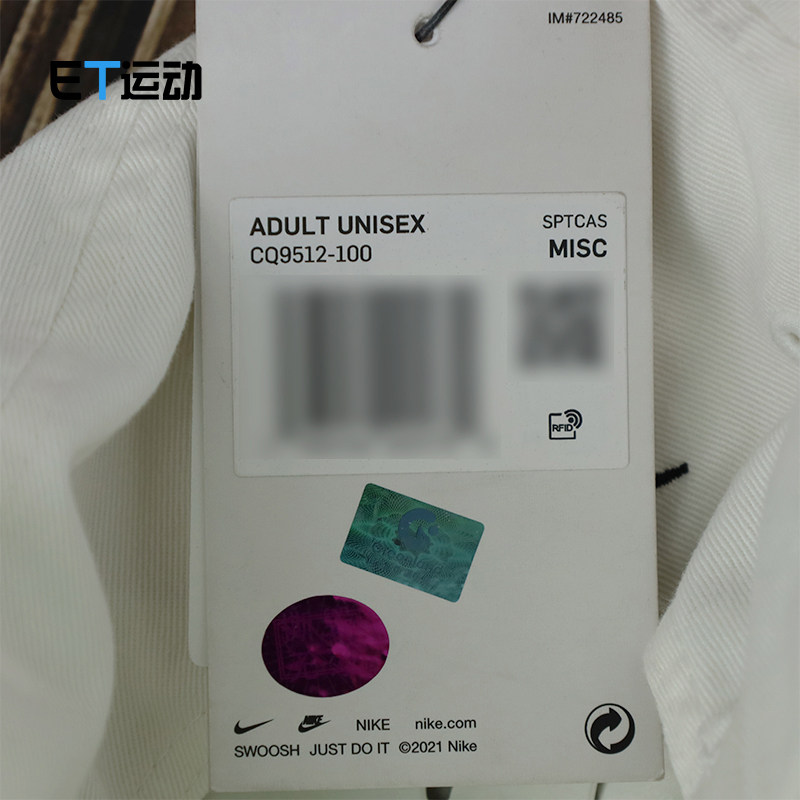 IM#722485
ET运动
ADULT UNISEX
CQ9512-100
SPTCAS
MISC
RFID
NIKE
NIKE
nike.com
SWOOSH JUST DO IT ©2021 Nike